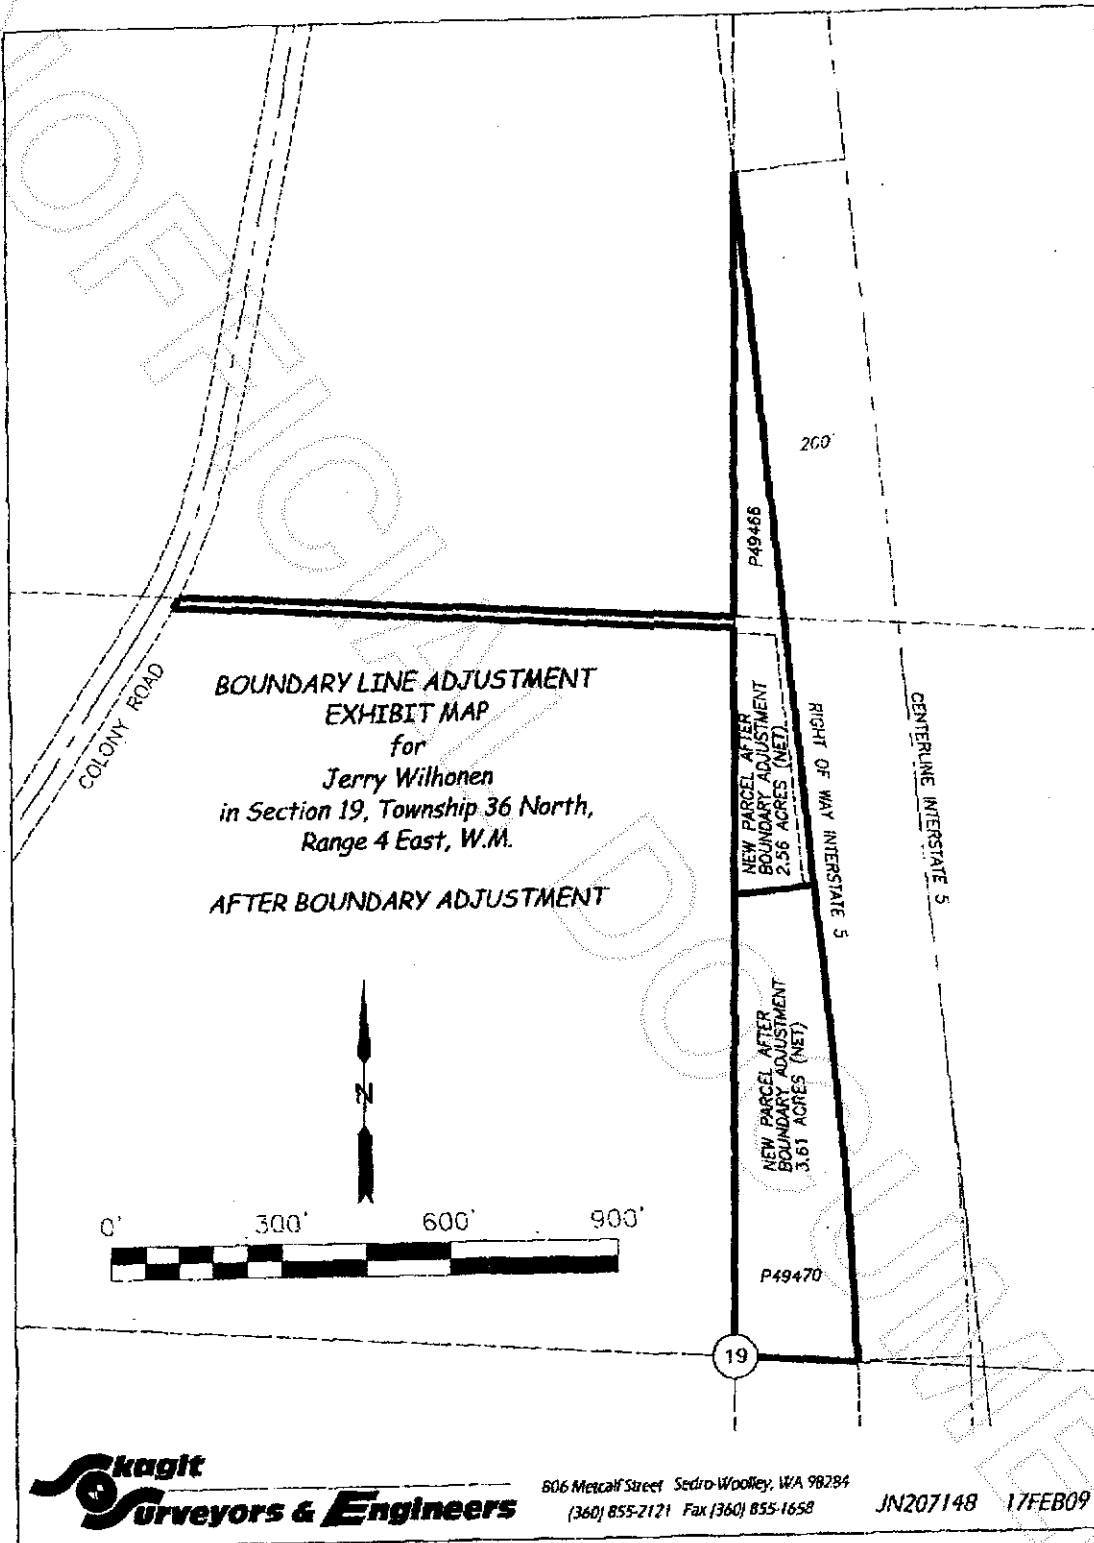 200'
P49466
COLONY ROAD
BOUNDARY LINE ADJUSTMENT
EXHIBIT MAP
for
Jerry Wilhonen
in Section 19, Township 36 North,
Range 4 East, W.M.
AFTER BOUNDARY ADJUSTMENT
NEW PARCEL AFTER
BOUNDARY ADJUSTMENT
2.56 ACRES (NET)
RIGHT OF WAY INTERSTATE 5
CENTERLINE INTERSTATE 5
N
NEW PARCEL AFTER
BOUNDARY ADJUSTMENT
3.61 ACRES (NET)
0' 300' 600' 900'
P49470
19
Skagit
Surveyors & Engineers
806 Metcalf Street Sedro-Woolley, WA 98284
(360) 855-2121 Fax (360) 855-1658
JN207148 17FEB09
OFFICIAL DOCUME